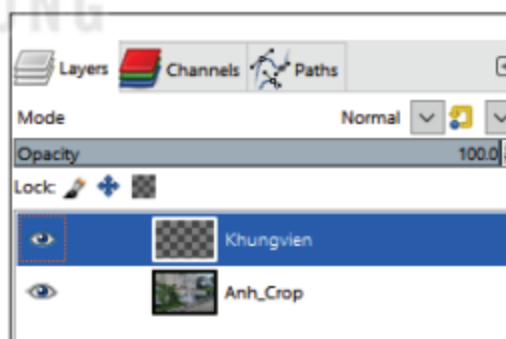 Layers Channels Paths
Mode Normal
Opacity 100.0
Lock:
Khungvien
Anh_Crop